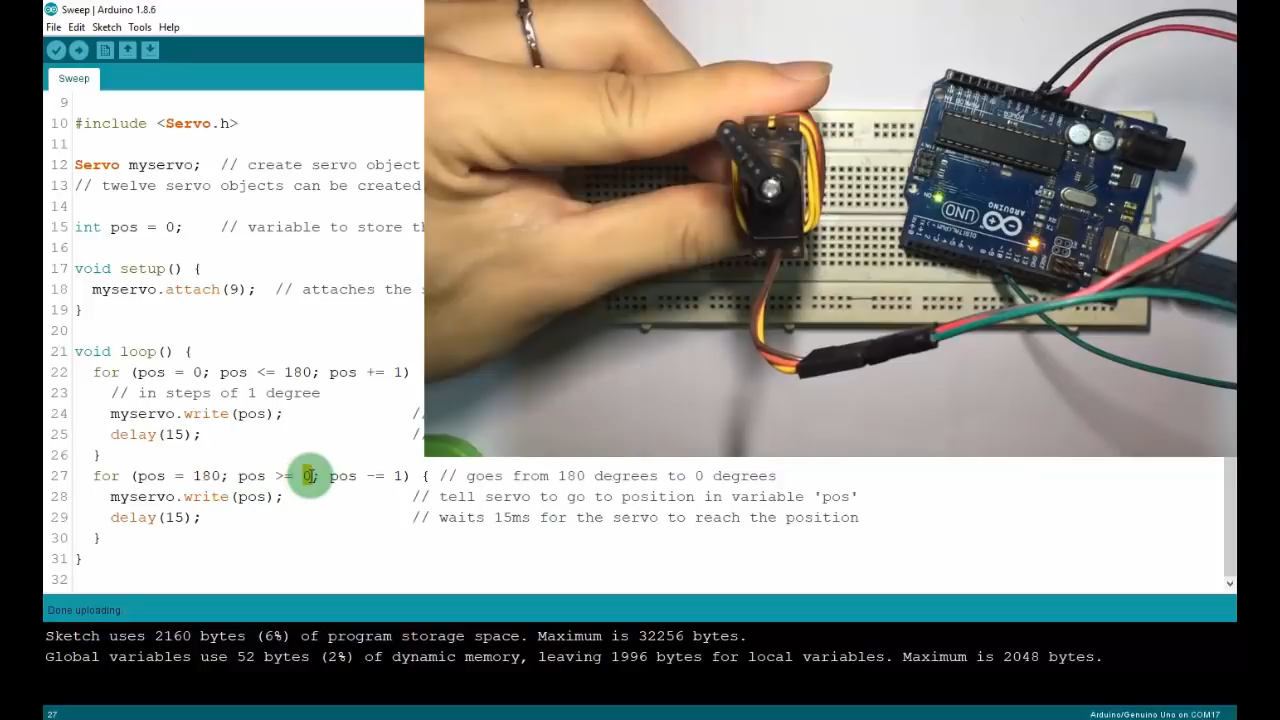 Sweep | Arduino 1.8.6
File Edit Sketch Tools Help
Sweep
9
10 #include <Servo.h>
11
12 Servo myservo;  // create servo object
13 // twelve servo objects can be created
14
15 int pos = 0;    // variable to store th
16
17 void setup() {
18   myservo.attach(9);  // attaches the s
19 }
20
21 void loop() {
22   for (pos = 0; pos <= 180; pos += 1)
23     // in steps of 1 degree
24     myservo.write(pos);              //
25     delay(15);                       //
26   }
27   for (pos = 180; pos >= 0; pos -= 1) { // goes from 180 degrees to 0 degrees
28     myservo.write(pos);              // tell servo to go to position in variable 'pos'
29     delay(15);                       // waits 15ms for the servo to reach the position
30   }
31 }
32
UNO
ARDUINO
Done uploading.
Sketch uses 2160 bytes (6%) of program storage space. Maximum is 32256 bytes.
Global variables use 52 bytes (2%) of dynamic memory, leaving 1996 bytes for local variables. Maximum is 2048 bytes.
27
Arduino/Genuino Uno on COM17